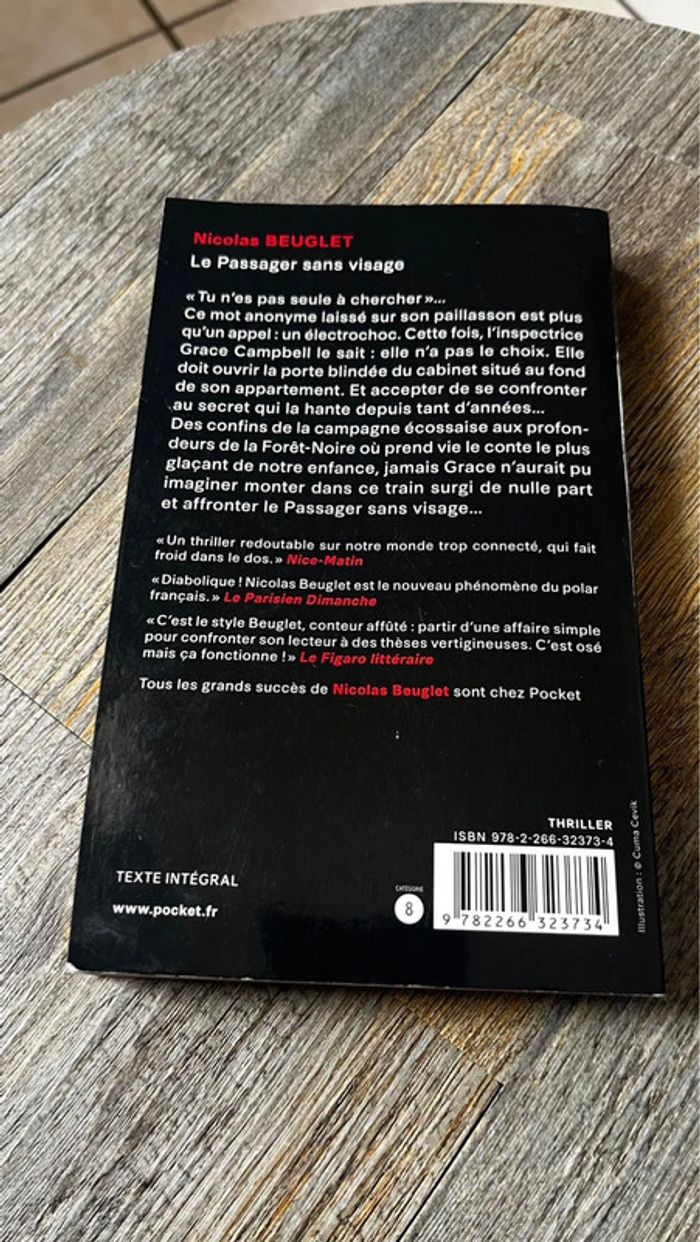 Nicolas BEUGLET
Le Passager sans visage
« Tu n'es pas seule à chercher »...
Ce mot anonyme laissé sur son paillasson est plus
qu'un appel : un électrochoc. Cette fois, l'inspectrice
Grace Campbell le sait : elle n'a pas le choix. Elle
doit ouvrir la porte blindée du cabinet situé au fond
de son appartement. Et accepter de se confronter
au secret qui la hante depuis tant d'années...
Des confins de la campagne écossaise aux profon-
deurs de la Forêt-Noire où prend vie le conte le plus
glaçant de notre enfance, jamais Grace n'aurait pu
imaginer monter dans ce train surgi de nulle part
et affronter le Passager sans visage...
« Un thriller redoutable sur notre monde trop connecté, qui fait
froid dans le dos. » Nice-Matin
« Diabolique ! Nicolas Beuglet est le nouveau phénomène du polar
français. » Le Parisien Dimanche
« C'est le style Beuglet, conteur affûté : partir d'une affaire simple
pour confronter son lecteur à des thèses vertigineuses. C'est osé
mais ça fonctionne ! » Le Figaro littéraire
Tous les grands succès de Nicolas Beuglet sont chez Pocket
THRILLER
ISBN 978-2-266-32373-4
TEXTE INTÉGRAL
www.pocket.fr
CATÉGORIE
8
9 782266 323734
Illustration : © Cuma Cevik